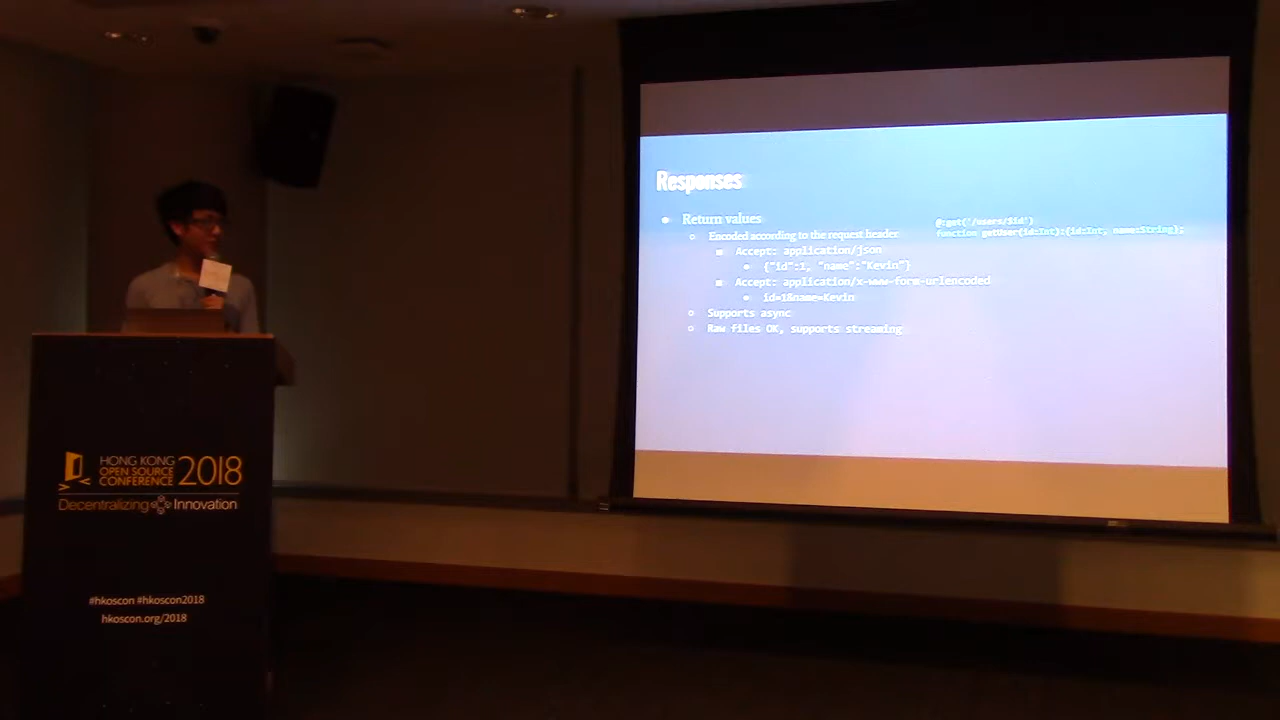 Responses
Return values
Encoded according to the request header
Accept: application/json
{"id":1, "name":"Kevin"}
Accept: application/x-www-form-urlencoded
id=1&name=Kevin
Supports async
Raw files OK, supports streaming
@:get('/users/$id')
function getUser(id:Int):{id:Int, name:String};
HONG KONG
OPEN SOURCE
CONFERENCE 2018
Decentralizing Innovation
#hkoscon #hkoscon2018
hkoscon.org/2018